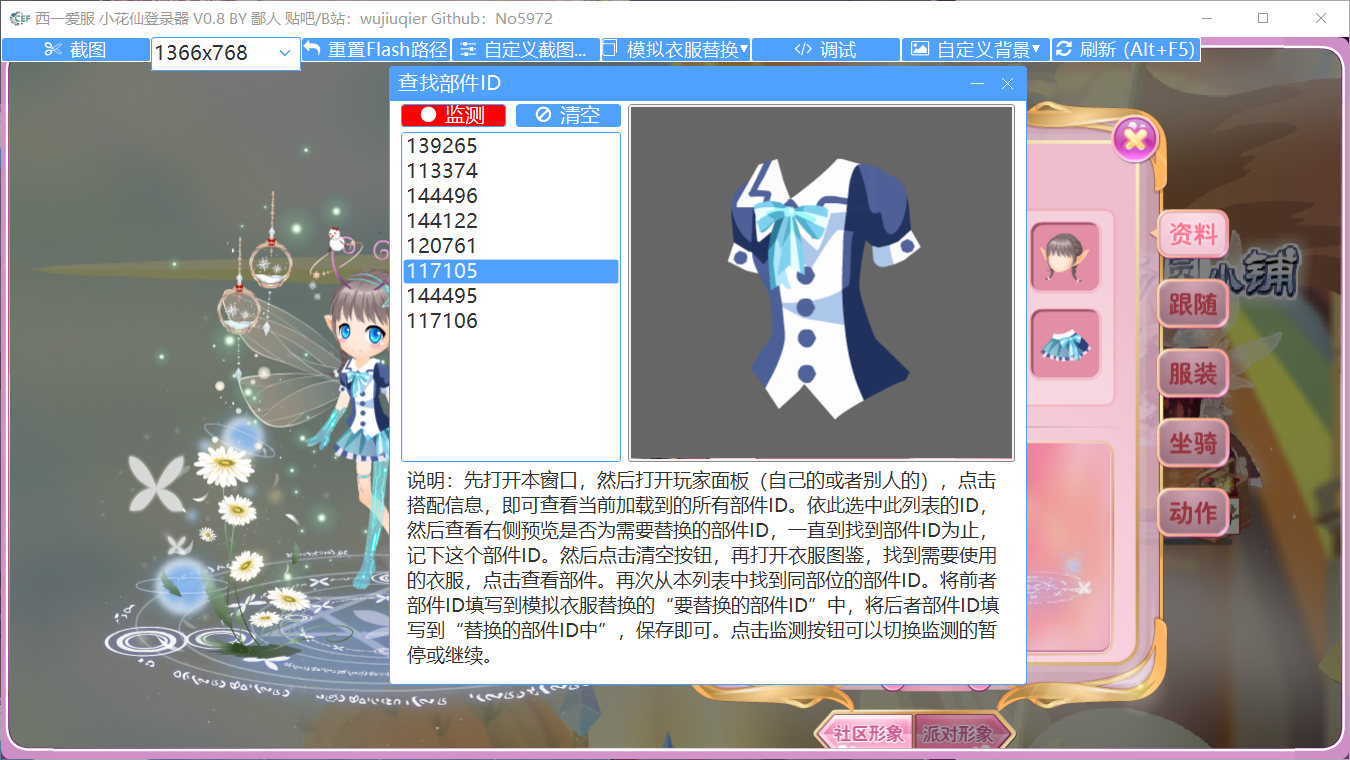 西一爱服 小花仙登录器 V0.8 BY 鄙人 贴吧/B站：wujiuqier Github：No5972
截图
1366x768
重置Flash路径
自定义截图...
模拟衣服替换▾
调试
自定义背景▾
刷新 (Alt+F5)
查找部件ID
监测
清空
139265
113374
144496
144122
120761
117105
144495
117106
说明：先打开本窗口，然后打开玩家面板（自己的或者别人的），点击
搭配信息，即可查看当前加载到的所有部件ID。依此选中此列表的ID，
然后查看右侧预览是否为需要替换的部件ID，一直到找到部件ID为止，
记下这个部件ID。然后点击清空按钮，再打开衣服图鉴，找到需要使用
的衣服，点击查看部件。再次从本列表中找到同部位的部件ID。将前者
部件ID填写到模拟衣服替换的“要替换的部件ID”中，将后者部件ID填
写到“替换的部件ID中”，保存即可。点击监测按钮可以切换监测的暂
停或继续。
资料
小铺
跟随
服装
坐骑
动作
社区形象
派对形象